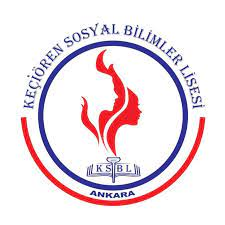 KEÇİÖREN SOSYAL BİLİMLER LİSESİ
KSBL
ANKARA